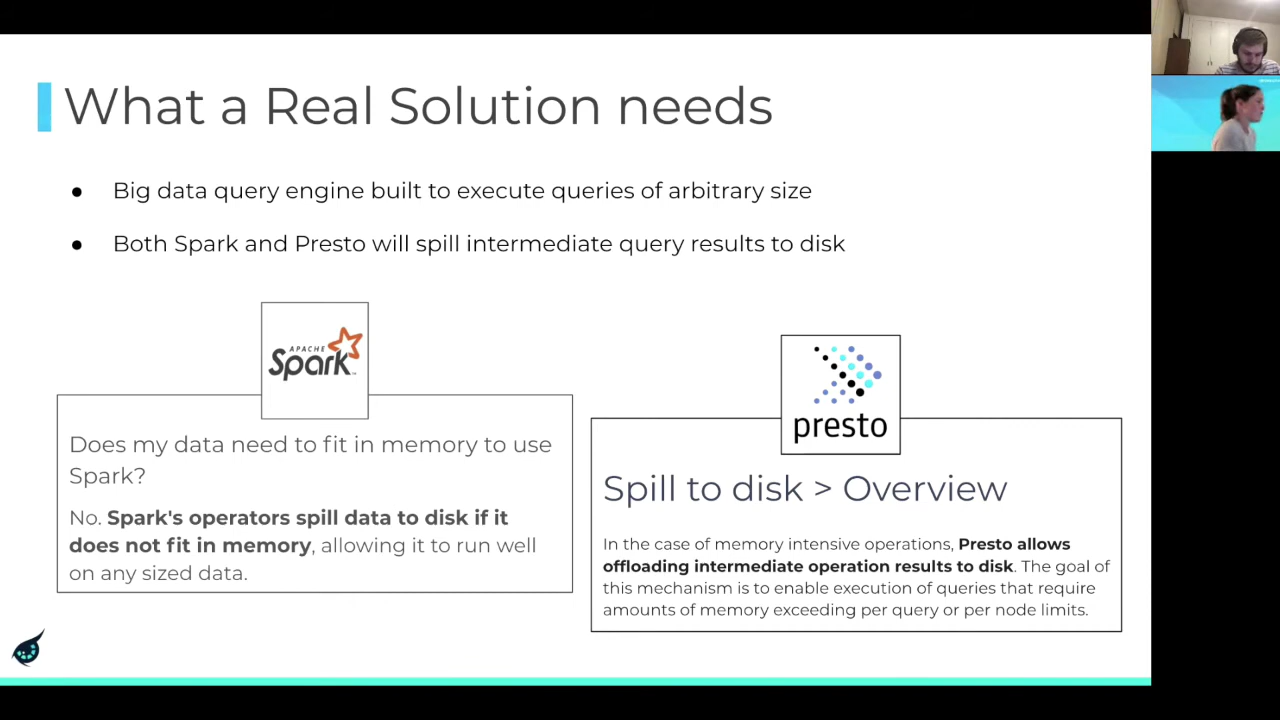 What a Real Solution needs
● Big data query engine built to execute queries of arbitrary size
● Both Spark and Presto will spill intermediate query results to disk
APACHE
Spark™
Does my data need to fit in memory to use
Spark?
No. Spark's operators spill data to disk if it
does not fit in memory, allowing it to run well
on any sized data.
presto
Spill to disk > Overview
In the case of memory intensive operations, Presto allows
offloading intermediate operation results to disk. The goal of
this mechanism is to enable execution of queries that require
amounts of memory exceeding per query or per node limits.